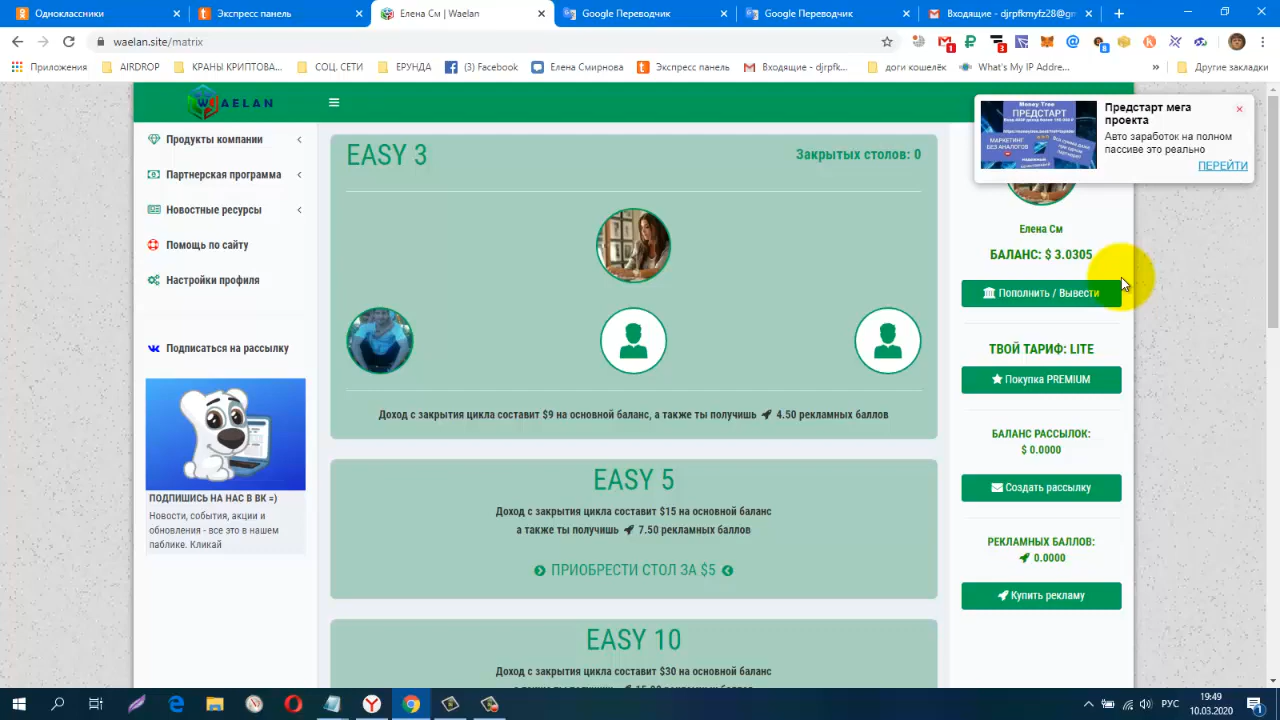 Экспресс панель
Елена См | Waelan
Google Переводчик
Google Переводчик
waelan.site/matrix
Приложения
AIRDROP
КРАНЫ КРИПТОВА...
СОЦ. СЕТИ
ЕРУНДА
(3) Facebook
Елена Смирнова
Экспресс панель
Входящие - djrpfk...
доги кошелёк
What's My IP Addre...
Другие закладки
WAELAN
Предстарт мега
проекта
Авто заработок на полном
пассиве это реально
ПЕРЕЙТИ
Money Tree
ПРЕДСТАРТ
МАРКЕТИНГ
БЕЗ АНАЛОГОВ
Продукты компании
Партнерская программа
Новостные ресурсы
Помощь по сайту
Настройки профиля
Подписаться на рассылку
ПОДПИШИСЬ НА НАС В ВК =)
Новости, события, акции и
обновления - все это в нашем
паблике. Кликай
EASY 3
Закрытых столов: 0
Доход с закрытия цикла составит $9 на основной баланс, а также ты получишь 4.50 рекламных баллов
EASY 5
Доход с закрытия цикла составит $15 на основной баланс
а также ты получишь 7.50 рекламных баллов
ПРИОБРЕСТИ СТОЛ ЗА $5
EASY 10
Доход с закрытия цикла составит $30 на основной баланс
Елена См
БАЛАНС: $ 3.0305
Пополнить / Вывести
ТВОЙ ТАРИФ: LITE
Покупка PREMIUM
БАЛАНС РАССЫЛОК:
$ 0.0000
Создать рассылку
РЕКЛАМНЫХ БАЛЛОВ:
0.0000
Купить рекламу
РУС
19:49
10.03.2020